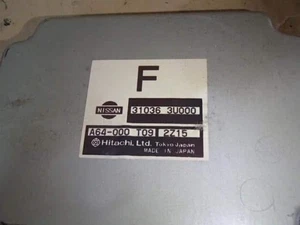 F
NISSAN 31036 3U000
A64-000 T09 2Z15
Hitachi, Ltd. Tokyo Japan
MADE IN JAPAN